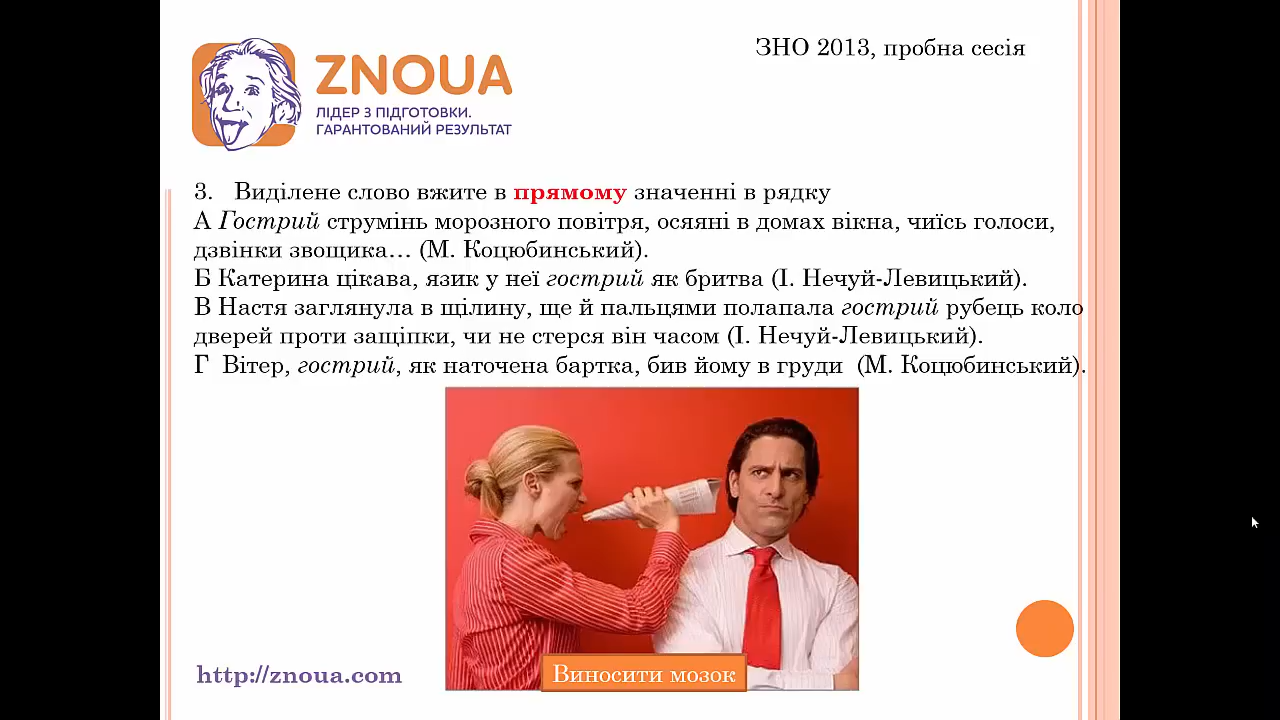 ZNOUA
ЛІДЕР З ПІДГОТОВКИ.
ГАРАНТОВАНИЙ РЕЗУЛЬТАТ
ЗНО 2013, пробна сесія
3. Виділене слово вжите в прямому значенні в рядку
А Гострий струмінь морозного повітря, осяяні в домах вікна, чиїсь голоси,
дзвінки звощика… (М. Коцюбинський).
Б Катерина цікава, язик у неї гострий як бритва (І. Нечуй-Левицький).
В Настя заглянула в щілину, ще й пальцями полапала гострий рубець коло
дверей проти защіпки, чи не стерся він часом (І. Нечуй-Левицький).
Г Вітер, гострий, як наточена бартка, бив йому в груди (М. Коцюбинський).
Виносити мозок
http://znoua.com